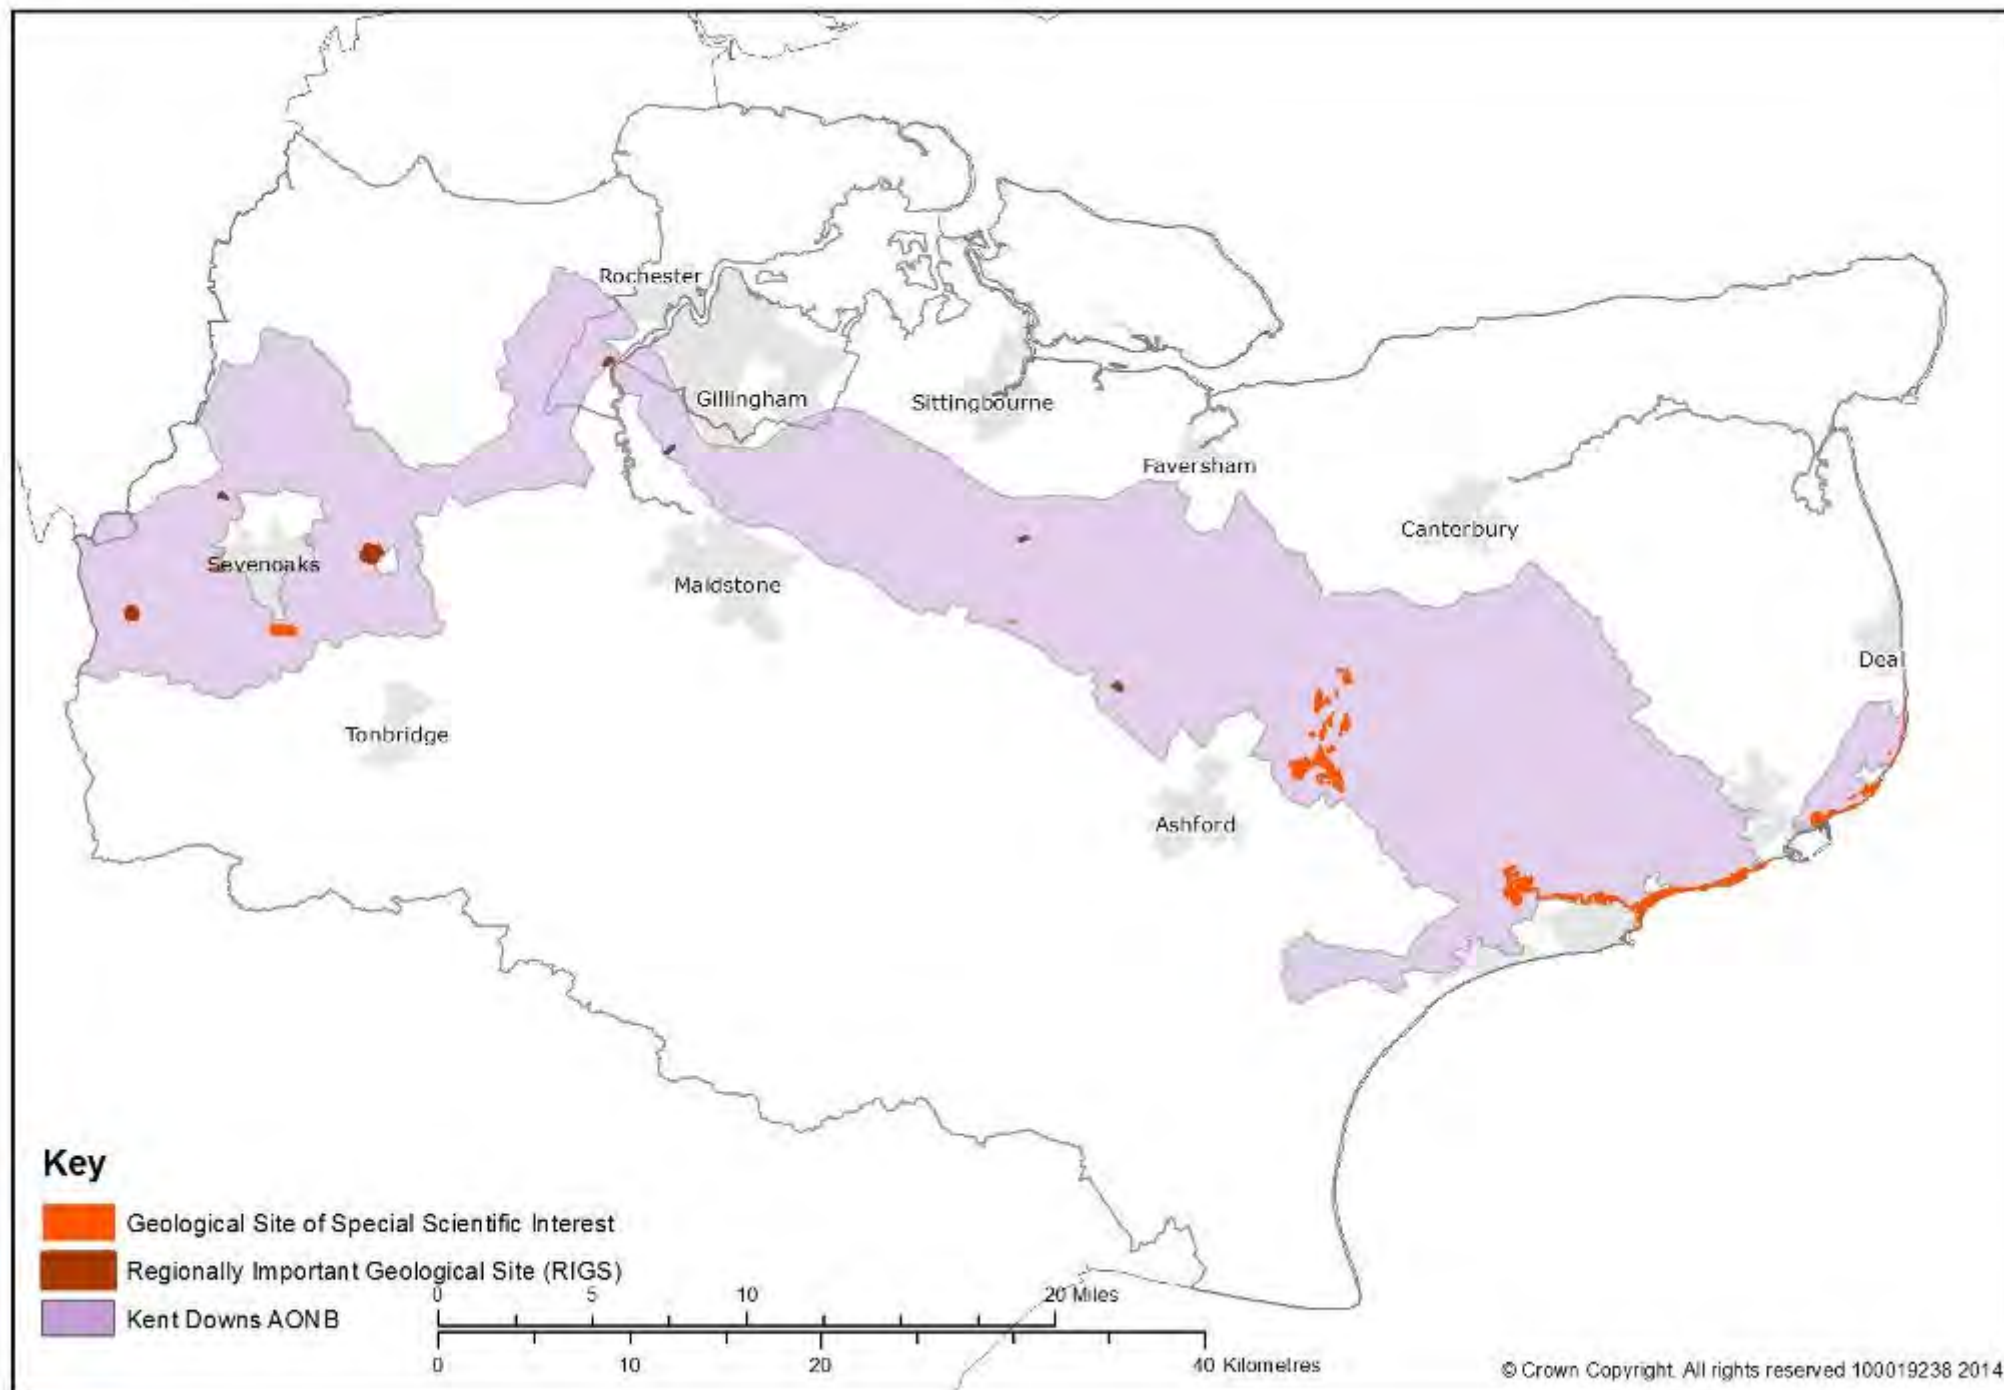 Rochester
Gillingham
Sittingbourne
Faversham
Canterbury
Sevenoaks
Maidstone
Deal
Tonbridge
Ashford
Key
Geological Site of Special Scientific Interest
Regionally Important Geological Site (RIGS)
Kent Downs AONB
0 5 10 20 Miles
0 10 20 40 Kilometres
© Crown Copyright. All rights reserved 100019238 2014